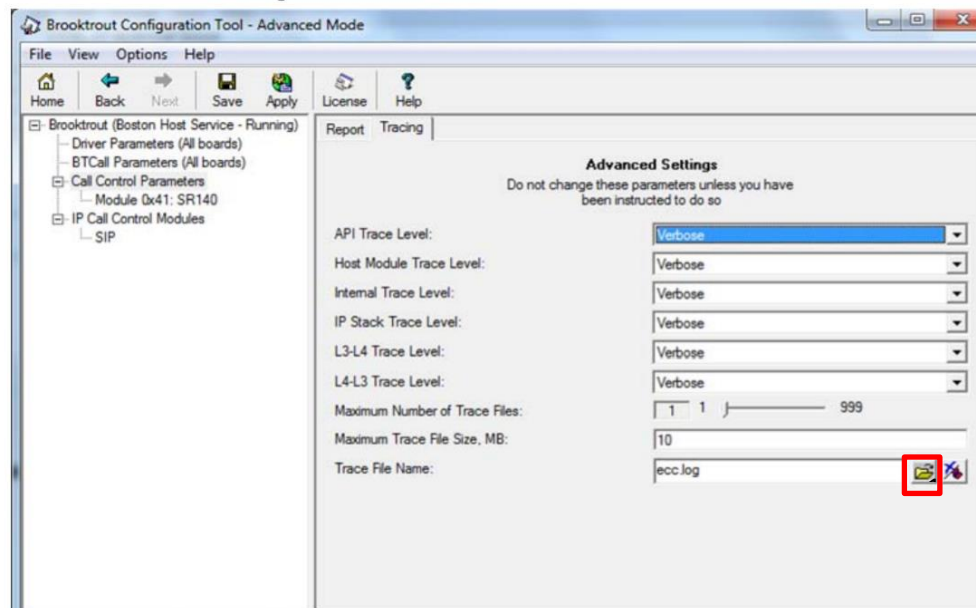 Brooktrout Configuration Tool - Advanced Mode
File View Options Help
Home Back Next Save Apply License Help
Brooktrout (Boston Host Service - Running)
Driver Parameters (All boards)
BTCall Parameters (All boards)
Call Control Parameters
Module 0x41: SR140
IP Call Control Modules
SIP
Report Tracing
Advanced Settings
Do not change these parameters unless you have
been instructed to do so
API Trace Level: Verbose
Host Module Trace Level: Verbose
Internal Trace Level: Verbose
IP Stack Trace Level: Verbose
L3-L4 Trace Level: Verbose
L4-L3 Trace Level: Verbose
Maximum Number of Trace Files: 1 1 999
Maximum Trace File Size, MB: 10
Trace File Name: ecc.log